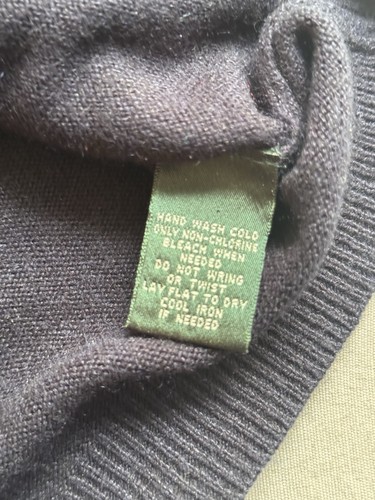 HAND WASH COLD
ONLY NON-CHLORINE
BLEACH WHEN
NEEDED
DO NOT WRING
OR TWIST
LAY FLAT TO DRY
COOL IRON
IF NEEDED